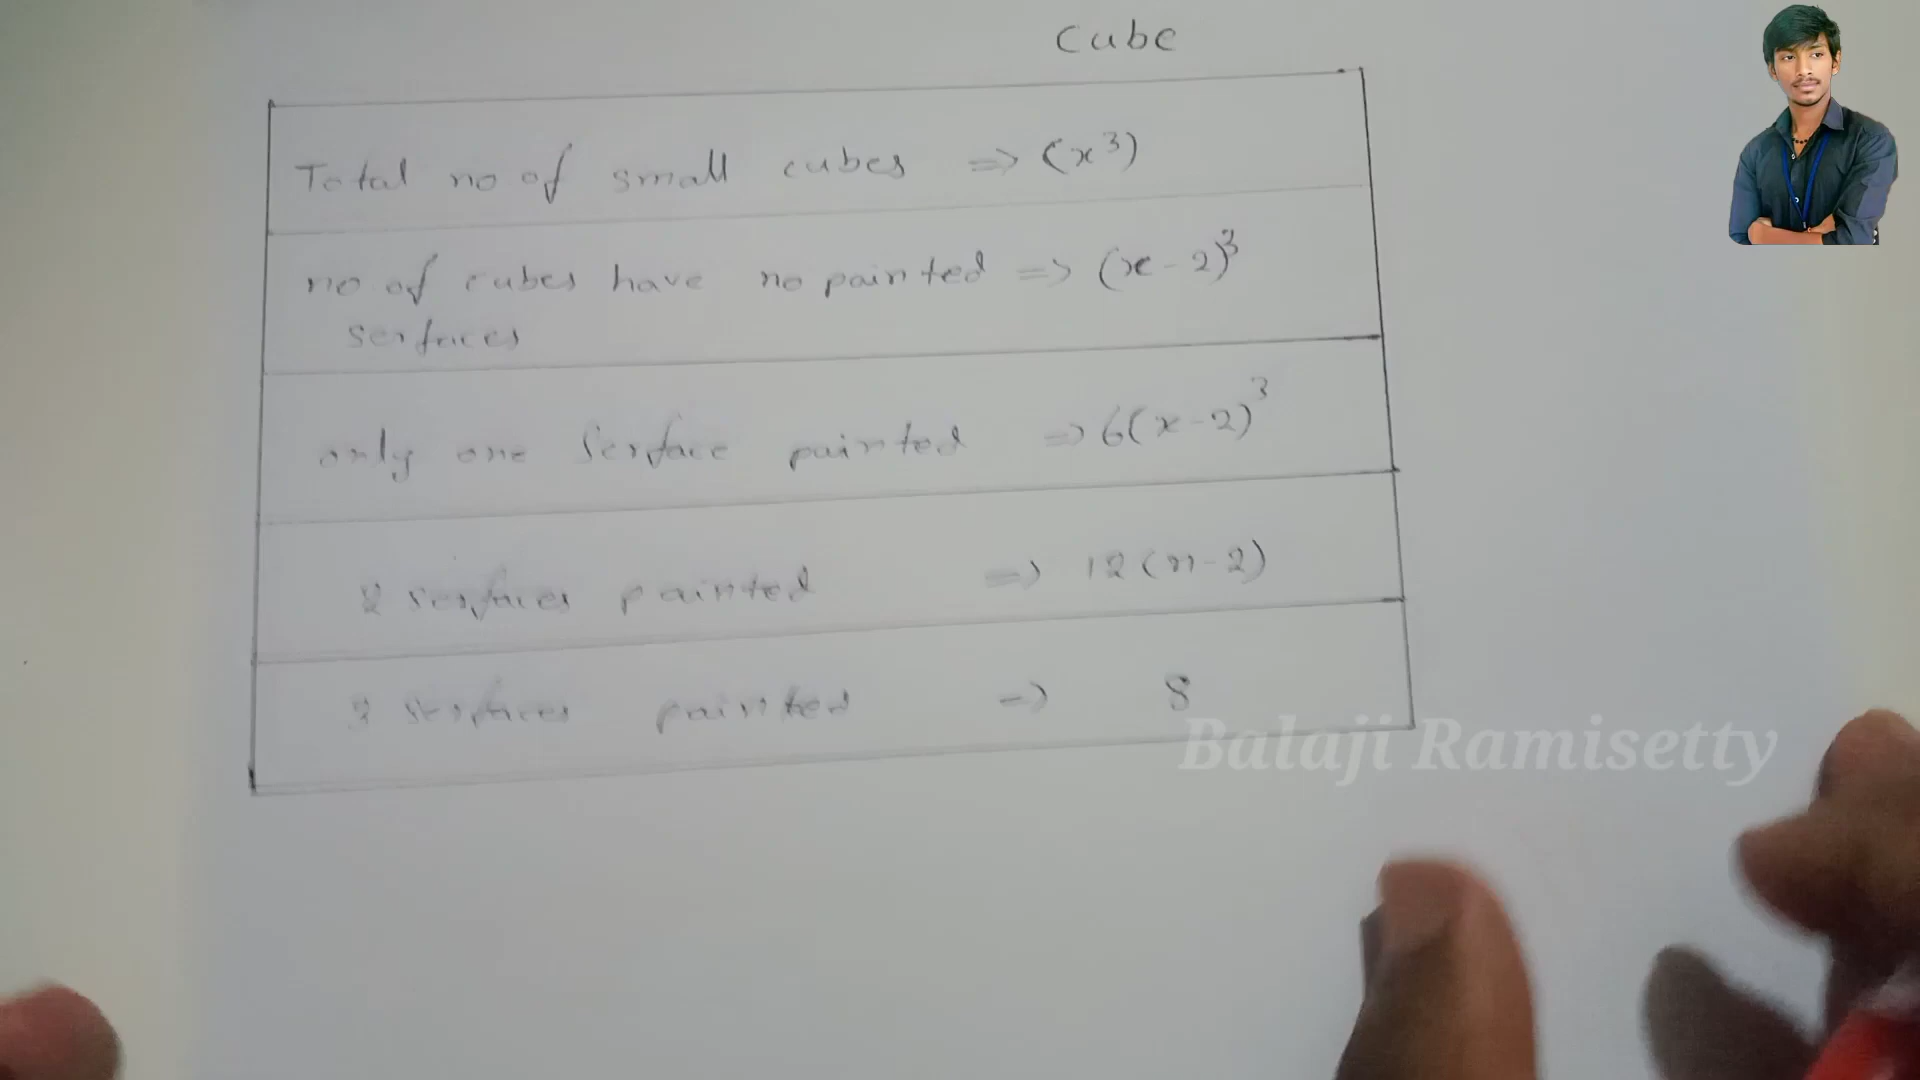 Cube
Total no of small cubes => (x³)
no of cubes have no painted => (x-2)³
serfaces
only one serface painted => 6(x-2)³
2 serfaces painted => 12(n-2)
3 serfaces painted => 8
Balaji Ramisetty